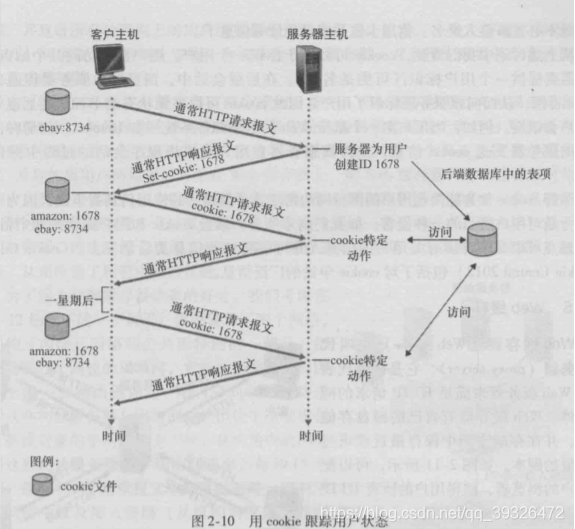 客户主机
服务器主机
ebay:8734
通常HTTP请求报文
服务器为用户
创建ID 1678
后端数据库中的表项
通常HTTP响应报文
Set-cookie: 1678
amazon: 1678
ebay: 8734
通常HTTP请求报文
cookie: 1678
cookie特定
动作
访问
通常HTTP响应报文
访问
一星期后
通常HTTP请求报文
cookie: 1678
amazon: 1678
ebay: 8734
cookie特定
动作
通常HTTP响应报文
时间
时间
图例:
cookie文件
https://blog.csdn.net/qq_39326472
图 2-10 用 cookie 跟踪用户状态